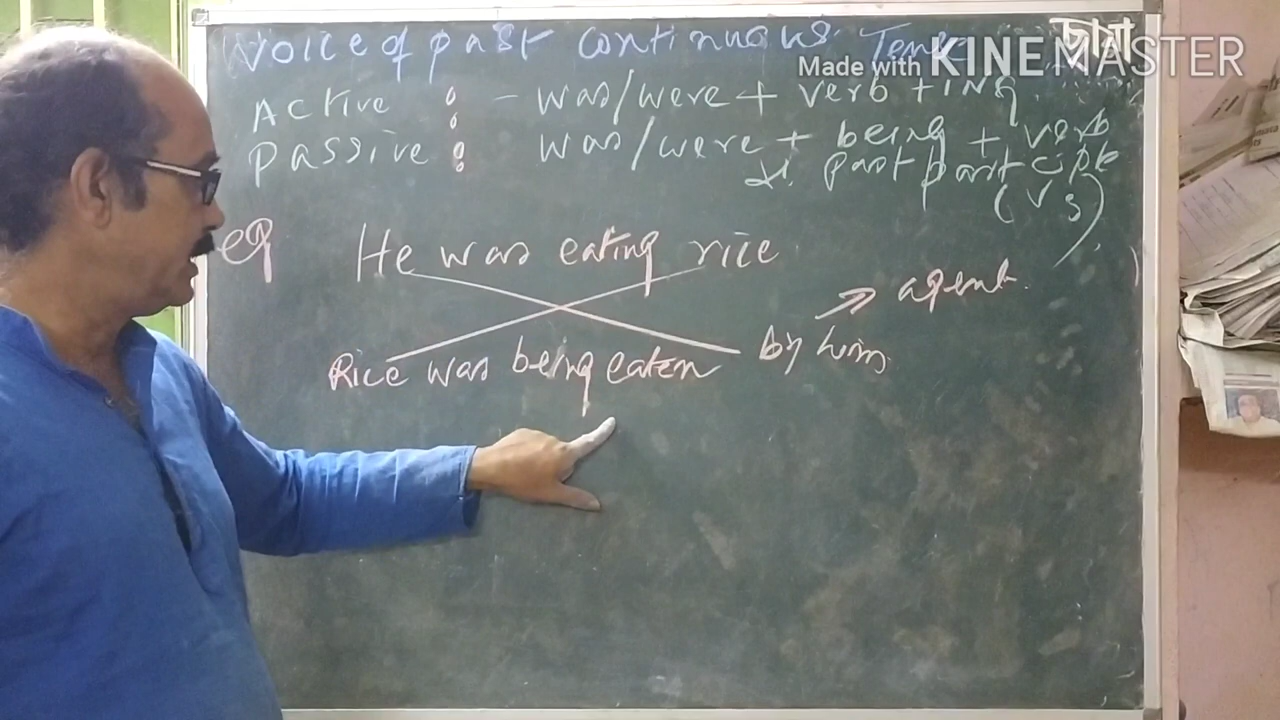 Voice of past continuous Tense
Made with KINEMASTER
Active : - was/were + verb + ing.
Passive : was/were + being + verb
past participle
(V3)
eg He was eating rice
agent.
Rice was being eaten by him.